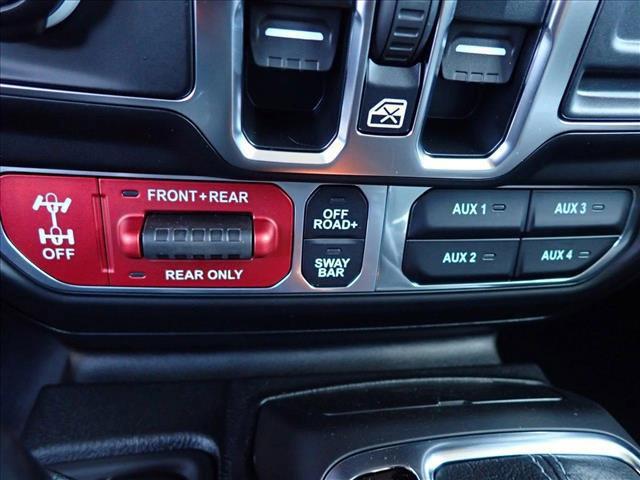 FRONT+REAR
OFF
REAR ONLY
OFF
ROAD+
SWAY
BAR
AUX 1
AUX 3
AUX 2
AUX 4